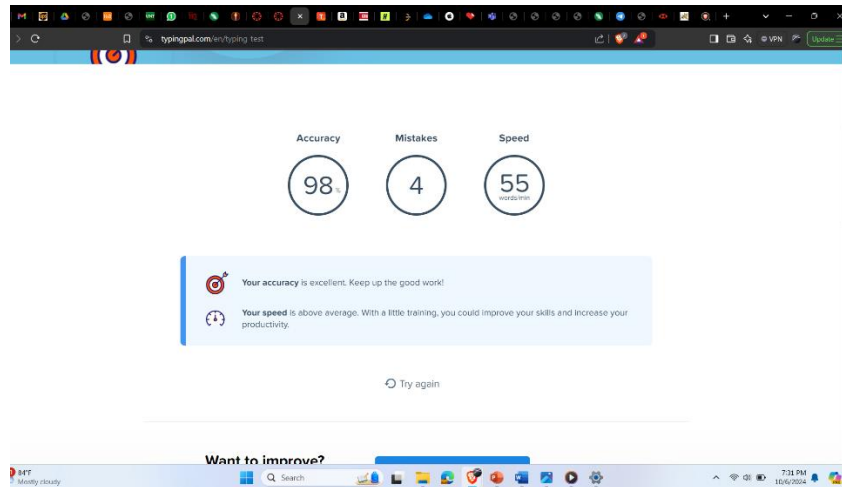 typingpal.com/en/typing test
VPN
Update
Accuracy
Mistakes
Speed
98 %
4
55
words/min
Your accuracy is excellent. Keep up the good work!
Your speed is above average. With a little training, you could improve your skills and increase your
productivity.
Try again
Want to improve?
84°F
Mostly cloudy
Search
7:31 PM
10/6/2024